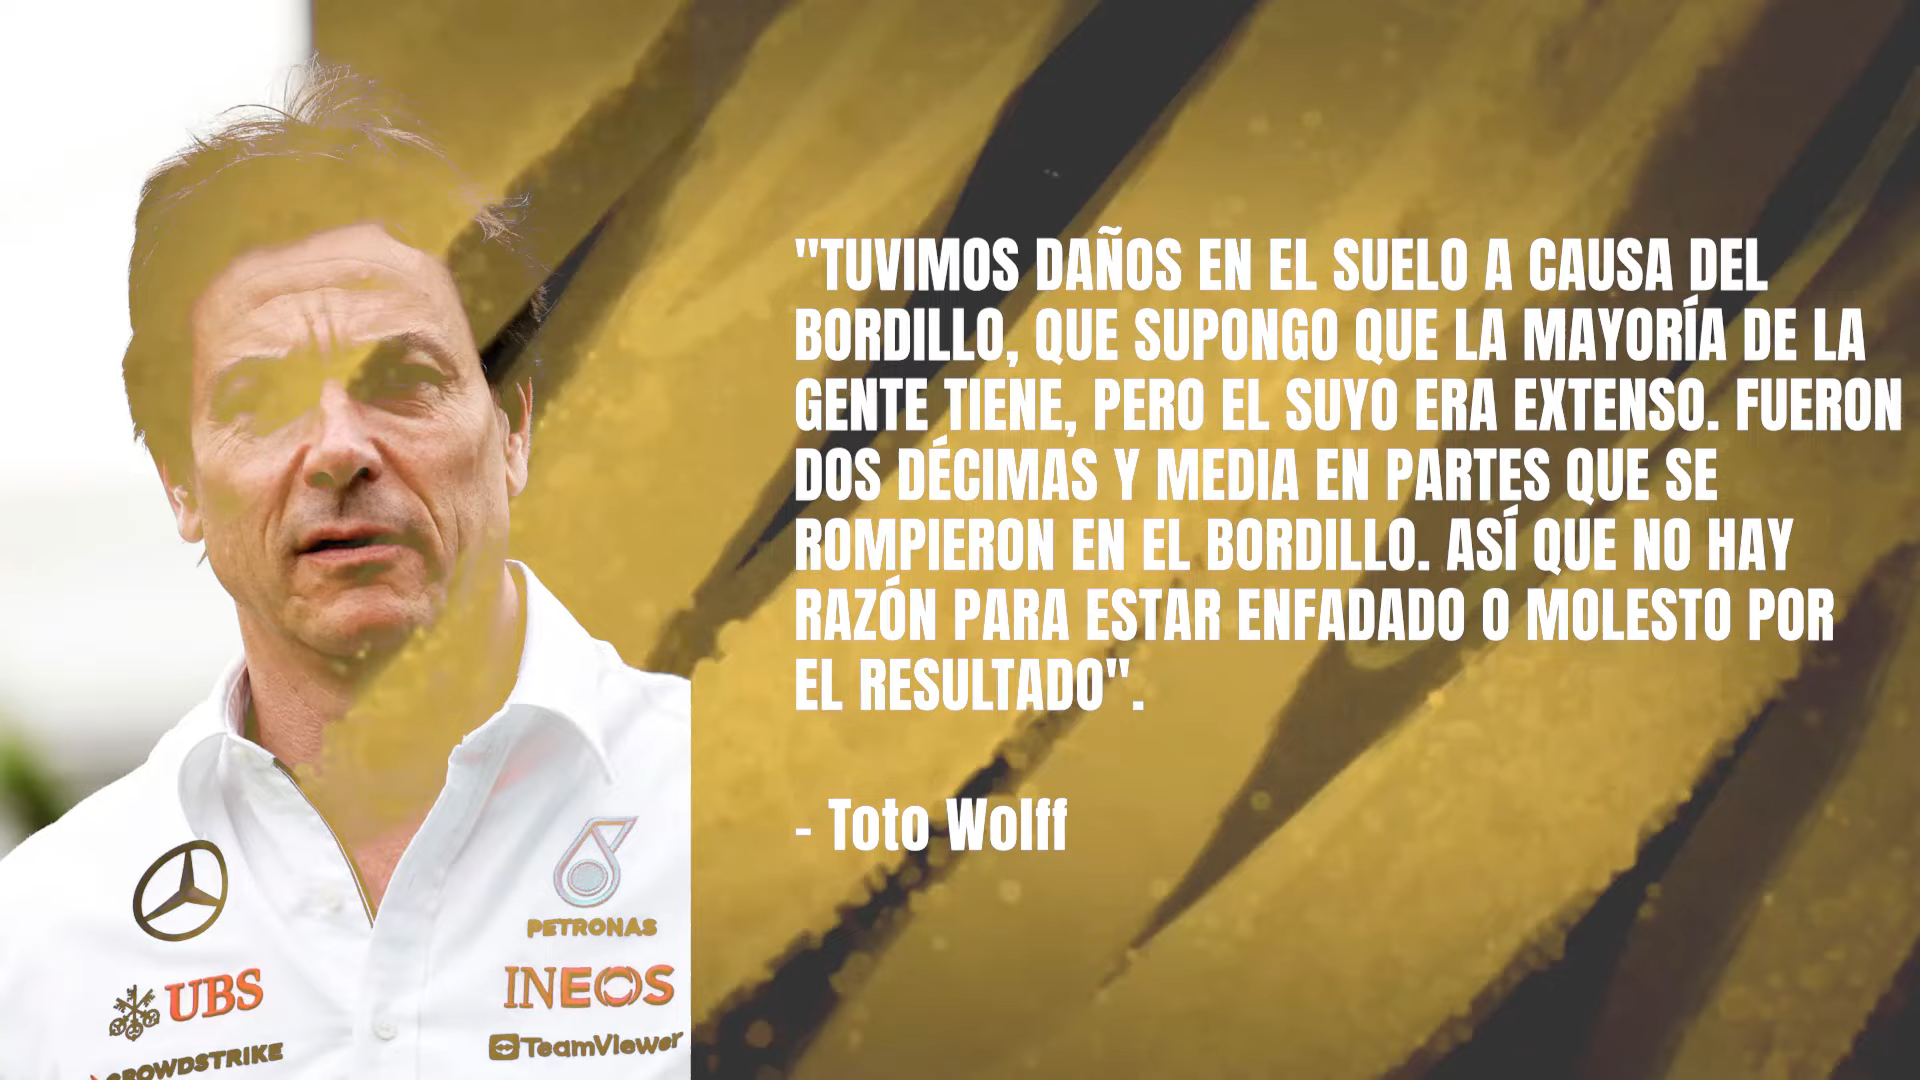 "TUVIMOS DAÑOS EN EL SUELO A CAUSA DEL
BORDILLO, QUE SUPONGO QUE LA MAYORÍA DE LA
GENTE TIENE, PERO EL SUYO ERA EXTENSO. FUERON
DOS DÉCIMAS Y MEDIA EN PARTES QUE SE
ROMPIERON EN EL BORDILLO. ASÍ QUE NO HAY
RAZÓN PARA ESTAR ENFADADO O MOLESTO POR
EL RESULTADO".
- Toto Wolff
PETRONAS
UBS
INEOS
CROWDSTRIKE
TeamViewer